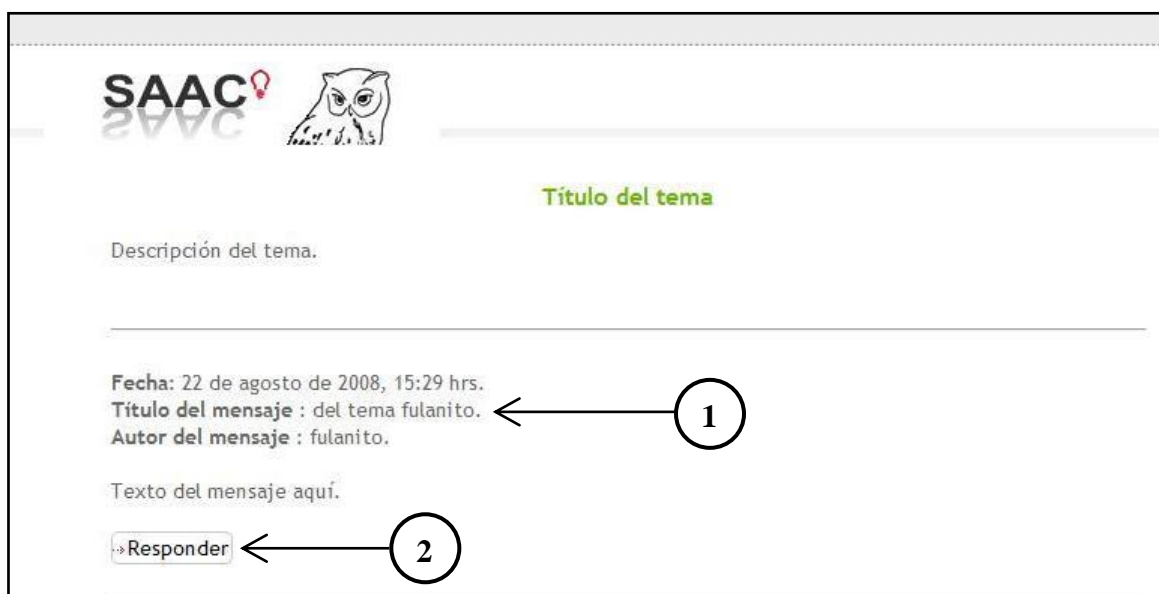 SAAC
Título del tema
Descripción del tema.
Fecha: 22 de agosto de 2008, 15:29 hrs.
Título del mensaje : del tema fulanito.
1
Autor del mensaje : fulanito.
Texto del mensaje aquí.
Responder
2